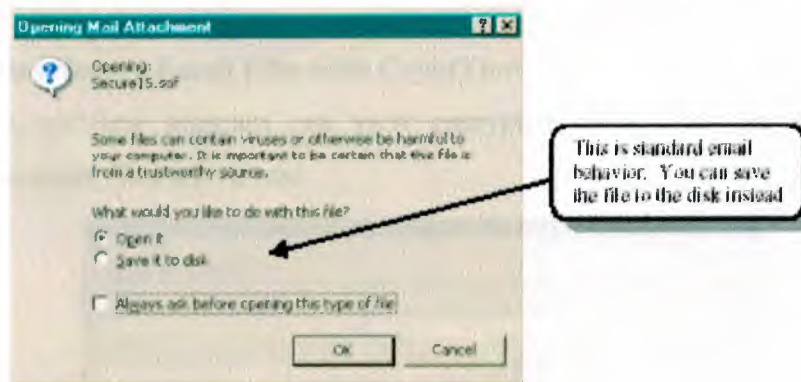 Opening Mail Attachment
Opening:
Secure15.saf
Some files can contain viruses or otherwise be harmful to
your computer. It is important to be certain that this file is
from a trustworthy source.
What would you like to do with this file?
Open it
Save it to disk
Always ask before opening this type of file
OK
Cancel
This is standard email
behavior. You can save
the file to the disk instead